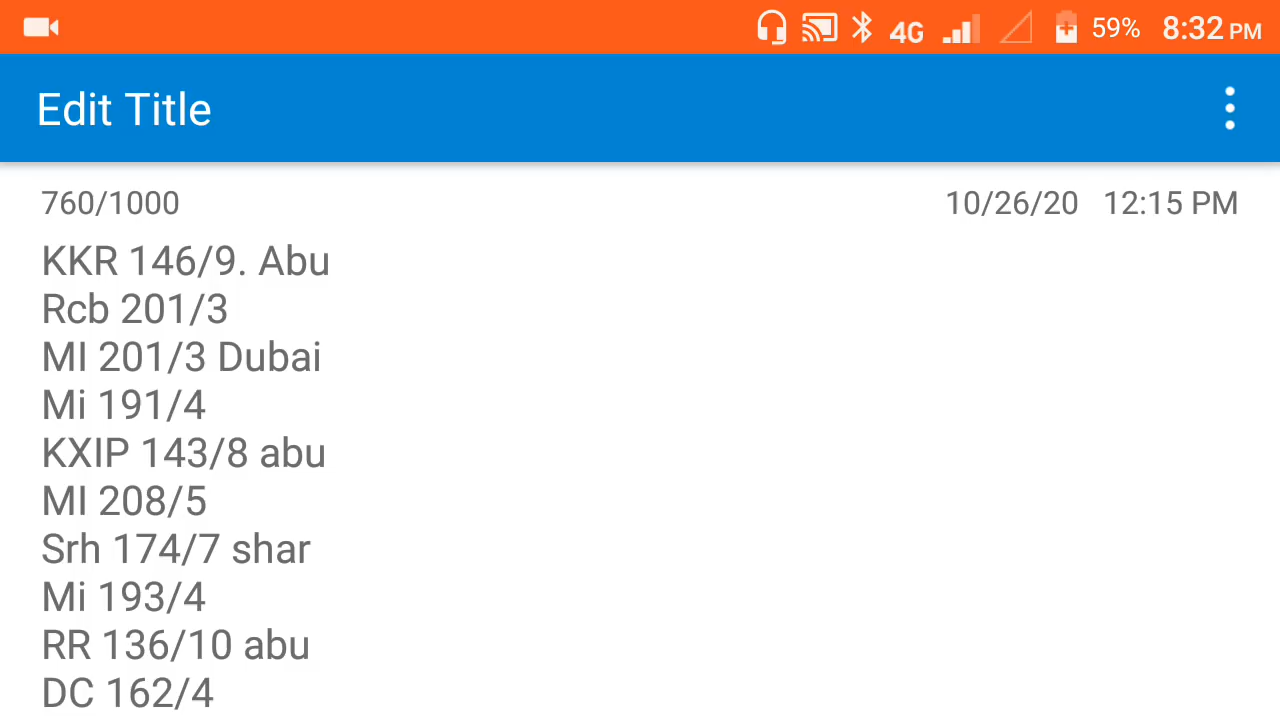 4G 59% 8:32 PM
Edit Title
760/1000 10/26/20 12:15 PM
KKR 146/9. Abu
Rcb 201/3
MI 201/3 Dubai
Mi 191/4
KXIP 143/8 abu
MI 208/5
Srh 174/7 shar
Mi 193/4
RR 136/10 abu
DC 162/4